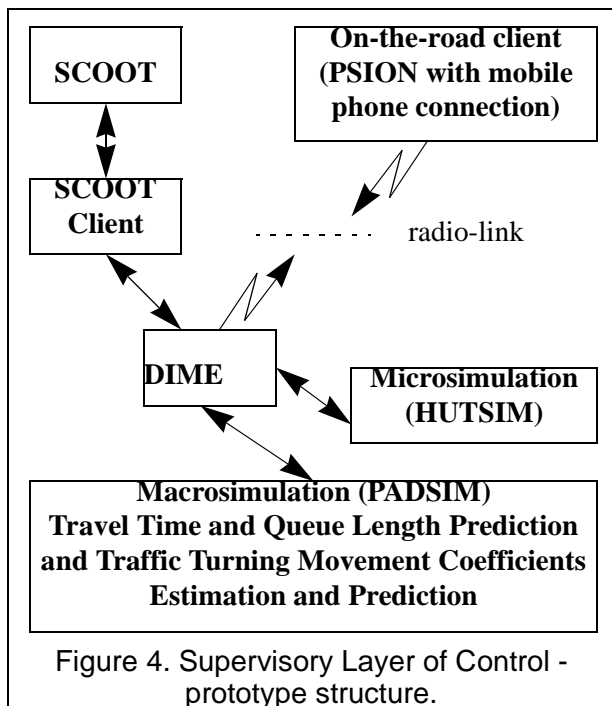 SCOOT
On-the-road client
(PSION with mobile
phone connection)
SCOOT
Client
radio-link
DIME
Microsimulation
(HUTSIM)
Macrosimulation (PADSIM)
Travel Time and Queue Length Prediction
and Traffic Turning Movement Coefficients
Estimation and Prediction
Figure 4. Supervisory Layer of Control -
prototype structure.